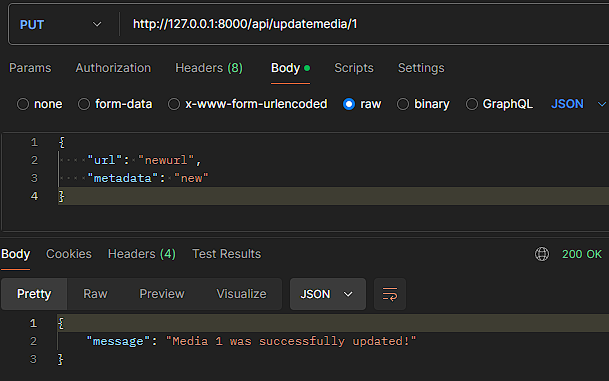 PUT http://127.0.0.1:8000/api/updatemedia/1
Params Authorization Headers (8) Body Scripts Settings
none form-data x-www-form-urlencoded raw binary GraphQL JSON
1 {
2 "url": "newurl",
3 "metadata": "new"
4 }
Body Cookies Headers (4) Test Results 200 OK
Pretty Raw Preview Visualize JSON
1 {
2 "message": "Media 1 was successfully updated!"
3 }